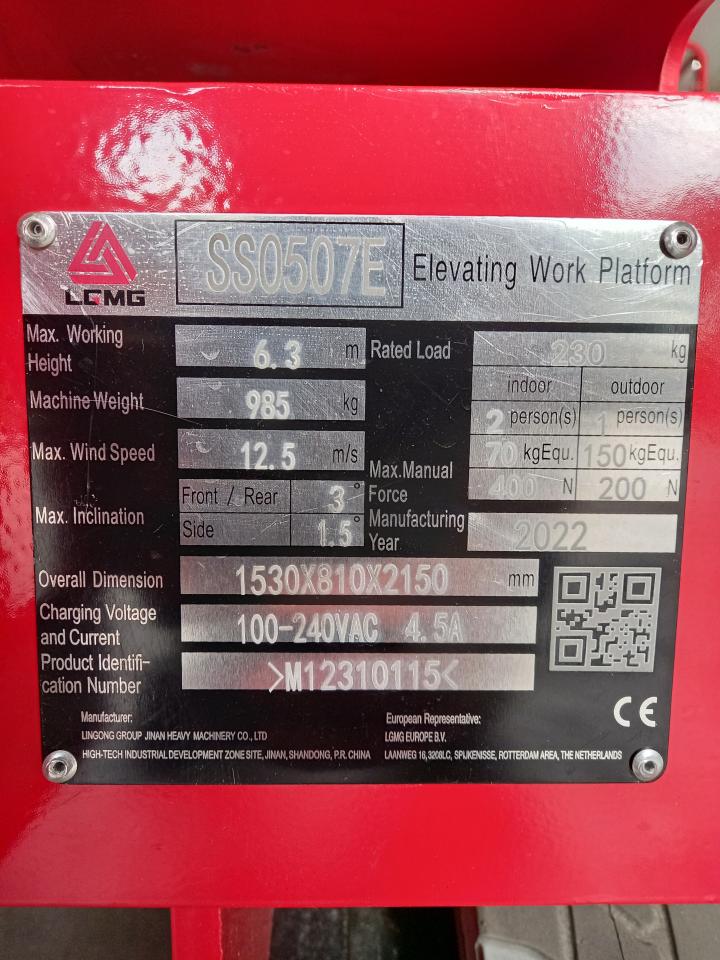 LGMG
SS0507E
Elevating Work Platform
Max. Working
Height
6.3 m
Rated Load
230 kg
Machine Weight
985 kg
indoor outdoor
2 person(s) 1 person(s)
Max. Wind Speed
12.5 m/s
70 kgEqu. 150 kgEqu.
Max.Manual
Force
400 N 200 N
Max. Inclination
Front / Rear 3°
Side 1.5°
Manufacturing
Year
2022
Overall Dimension
1530X810X2150 mm
Charging Voltage
and Current
100-240VAC 4.5A
Product Identifi-
cation Number
>M12310115<
CE
Manufacturer:
LINGONG GROUP JINAN HEAVY MACHINERY CO., LTD
HIGH-TECH INDUSTRIAL DEVELOPMENT ZONE SITE, JINAN, SHANDONG, P.R. CHINA
European Representative:
LGMG EUROPE B.V.
LAANWEG 16, 3208LC, SPIJKENISSE, ROTTERDAM AREA, THE NETHERLANDS